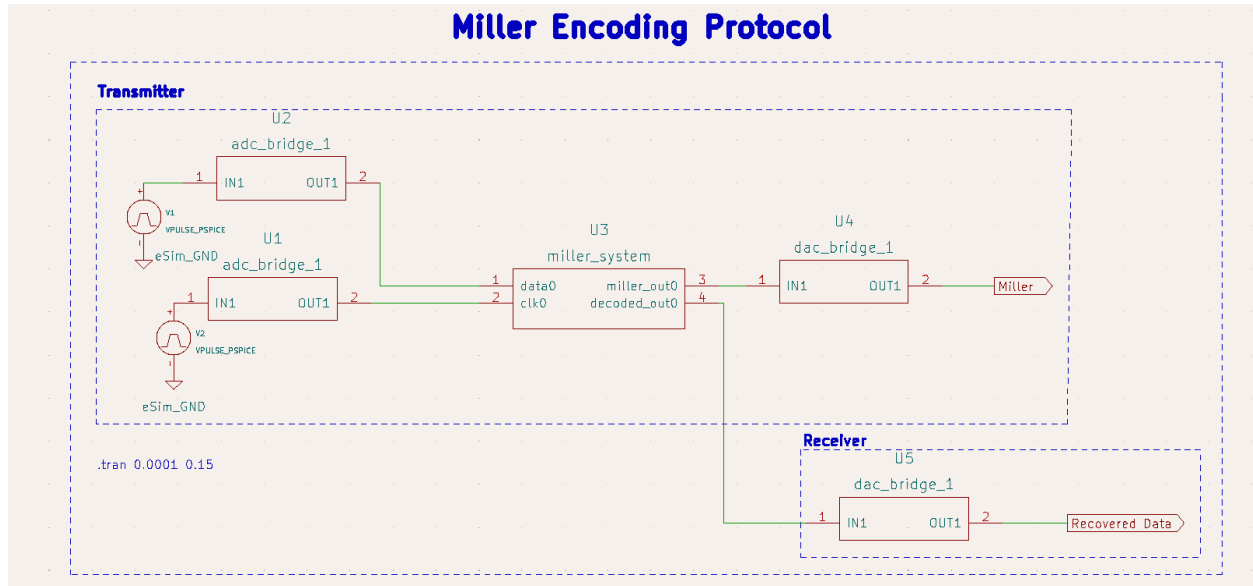 Miller Encoding Protocol
Transmitter
U2
adc_bridge_1
1 IN1 OUT1 2
+
V1
VPULSE_PSPICE
-
eSim_GND
U1
adc_bridge_1
1 IN1 OUT1 2
+
V2
VPULSE_PSPICE
-
eSim_GND
U3
miller_system
1 data0 miller_out0 3
2 clk0 decoded_out0 4
U4
dac_bridge_1
1 IN1 OUT1 2
Miller
.tran 0.0001 0.15
Receiver
U5
dac_bridge_1
1 IN1 OUT1 2
Recovered Data